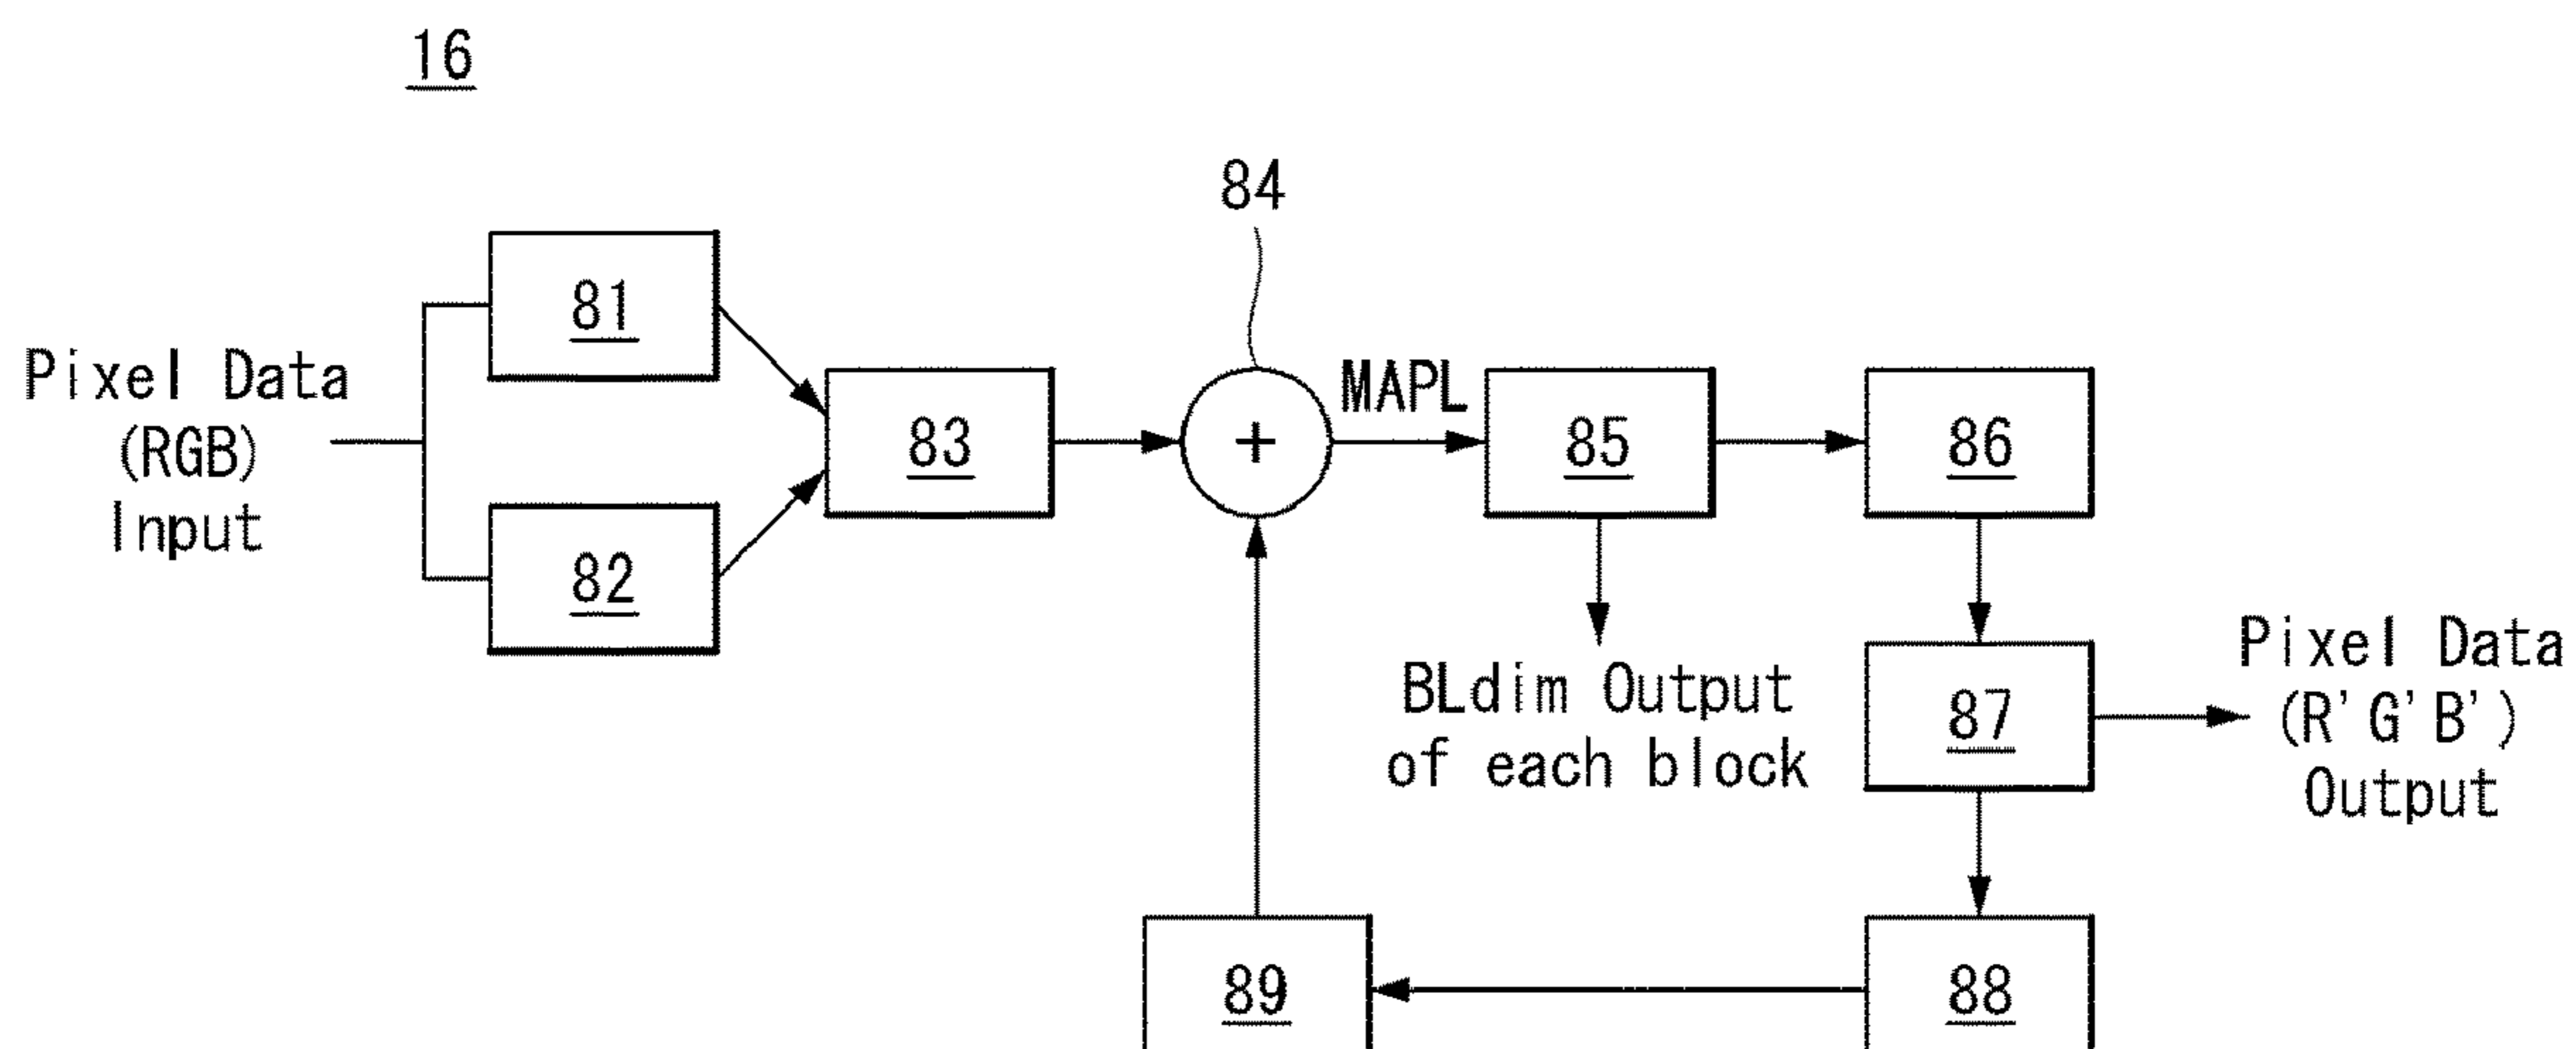 16
84
81
Pixel Data
(RGB)
Input
82
83
+
MAPL
85
86
BLdim Output
of each block
87
Pixel Data
(R'G'B')
Output
89
88